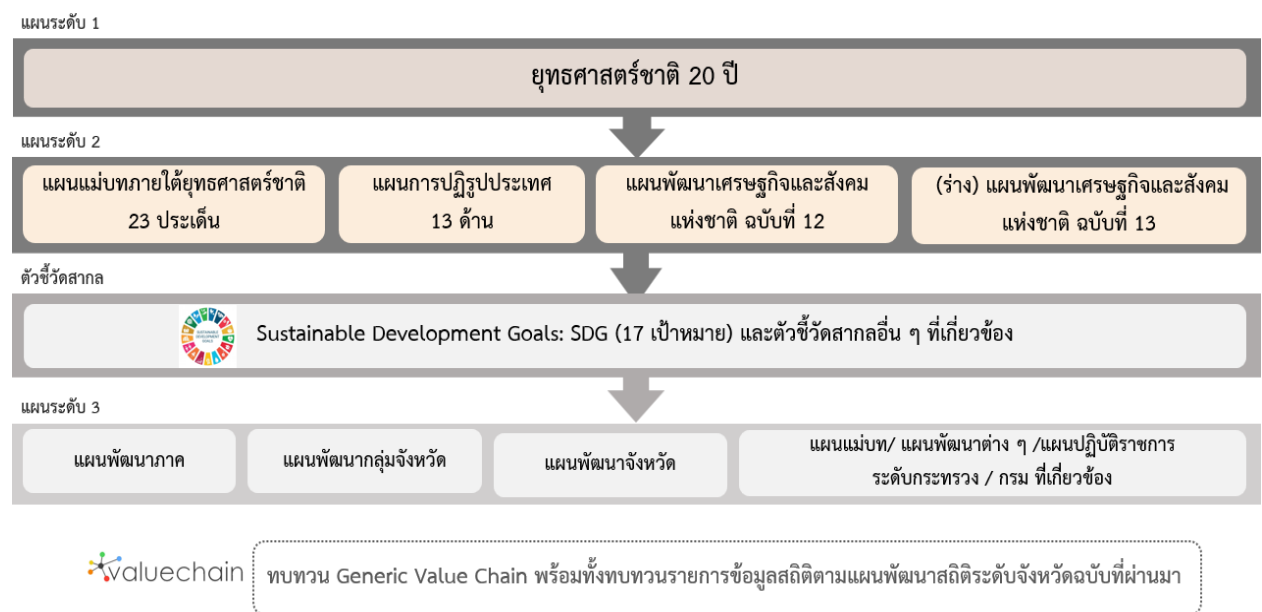 แผนระดับ 1
ยุทธศาสตร์ชาติ 20 ปี
แผนระดับ 2
แผนแม่บทภายใต้ยุทธศาสตร์ชาติ
23 ประเด็น
แผนการปฏิรูปประเทศ
13 ด้าน
แผนพัฒนาเศรษฐกิจและสังคม
แห่งชาติ ฉบับที่ 12
(ร่าง) แผนพัฒนาเศรษฐกิจและสังคม
แห่งชาติ ฉบับที่ 13
ตัวชี้วัดสากล
Sustainable Development Goals: SDG (17 เป้าหมาย) และตัวชี้วัดสากลอื่น ๆ ที่เกี่ยวข้อง
แผนระดับ 3
แผนพัฒนาภาค
แผนพัฒนากลุ่มจังหวัด
แผนพัฒนาจังหวัด
แผนแม่บท/ แผนพัฒนาต่าง ๆ /แผนปฏิบัติราชการ
ระดับกระทรวง / กรม ที่เกี่ยวข้อง
valuechain
ทบทวน Generic Value Chain พร้อมทั้งทบทวนรายการข้อมูลสถิติตามแผนพัฒนาสถิติระดับจังหวัดฉบับที่ผ่านมา